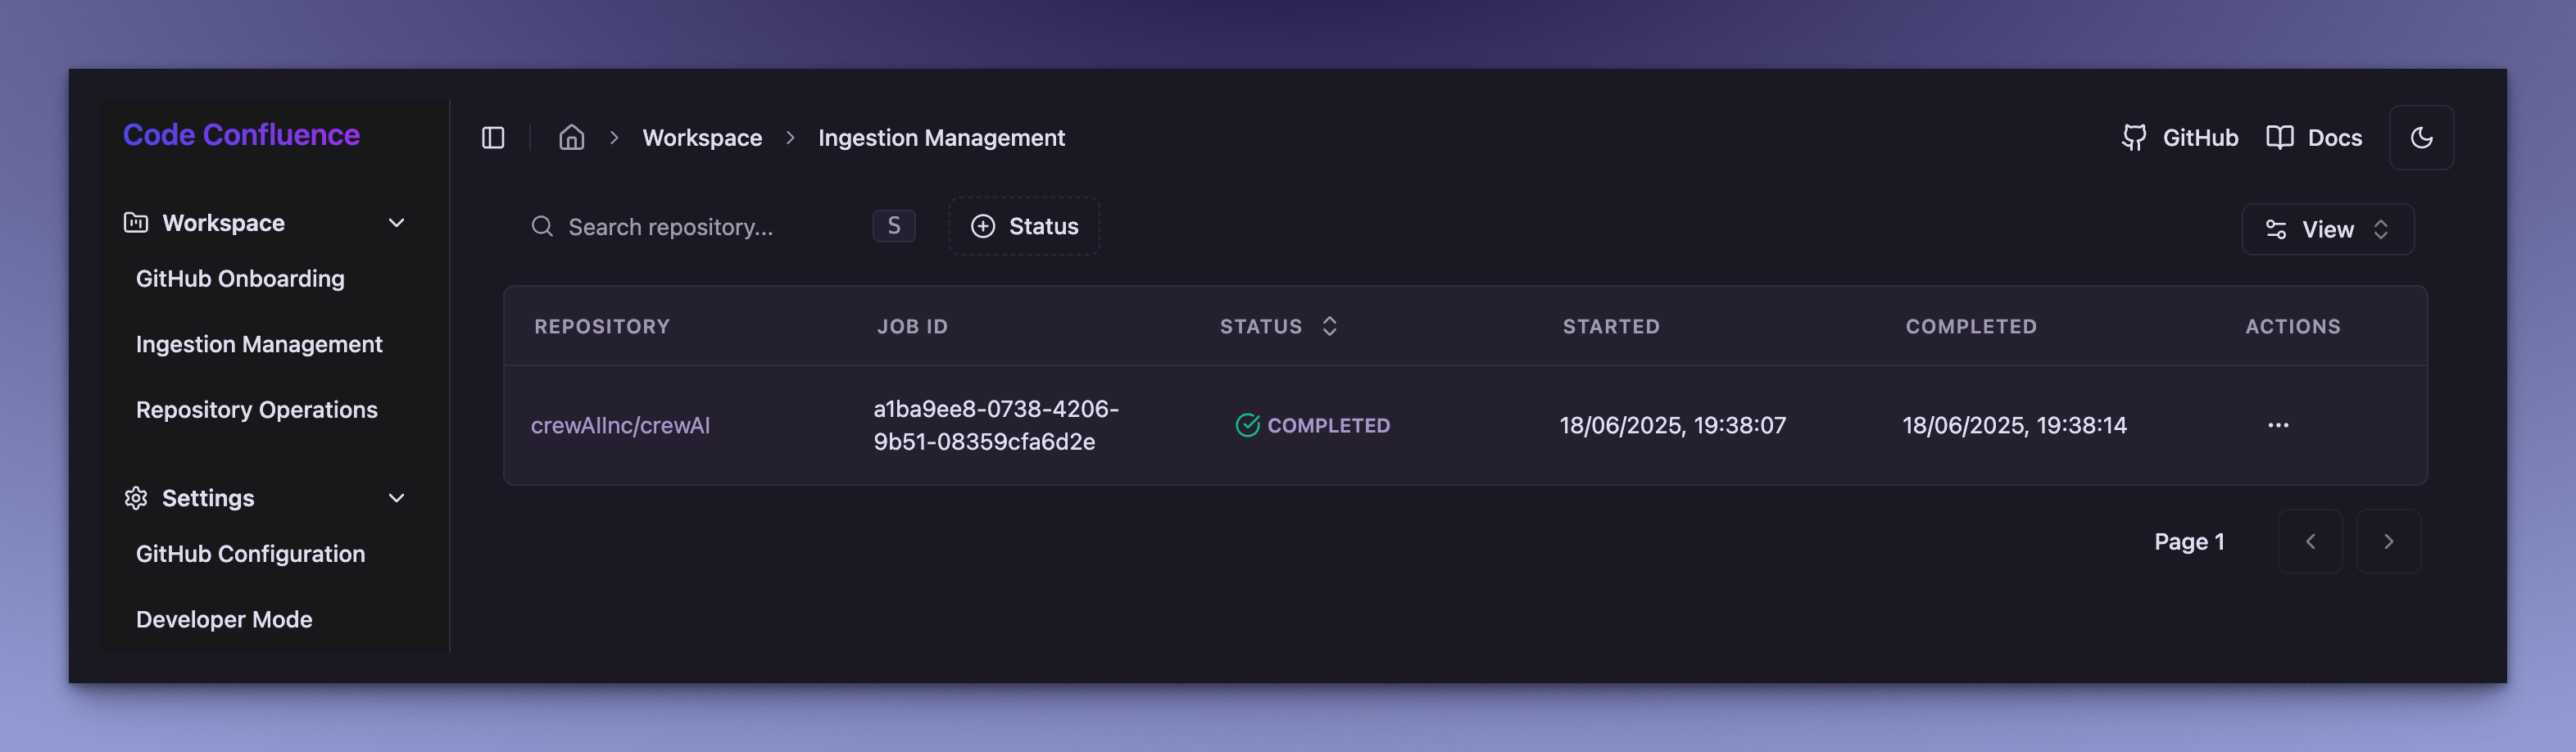 Code Confluence
Workspace
GitHub Onboarding
Ingestion Management
Repository Operations
Settings
GitHub Configuration
Developer Mode
Workspace
Ingestion Management
GitHub
Docs
Search repository...
S
Status
View
REPOSITORY
JOB ID
STATUS
STARTED
COMPLETED
ACTIONS
crewAIInc/crewAI
a1ba9ee8-0738-4206-
9b51-08359cfa6d2e
COMPLETED
18/06/2025, 19:38:07
18/06/2025, 19:38:14
Page 1